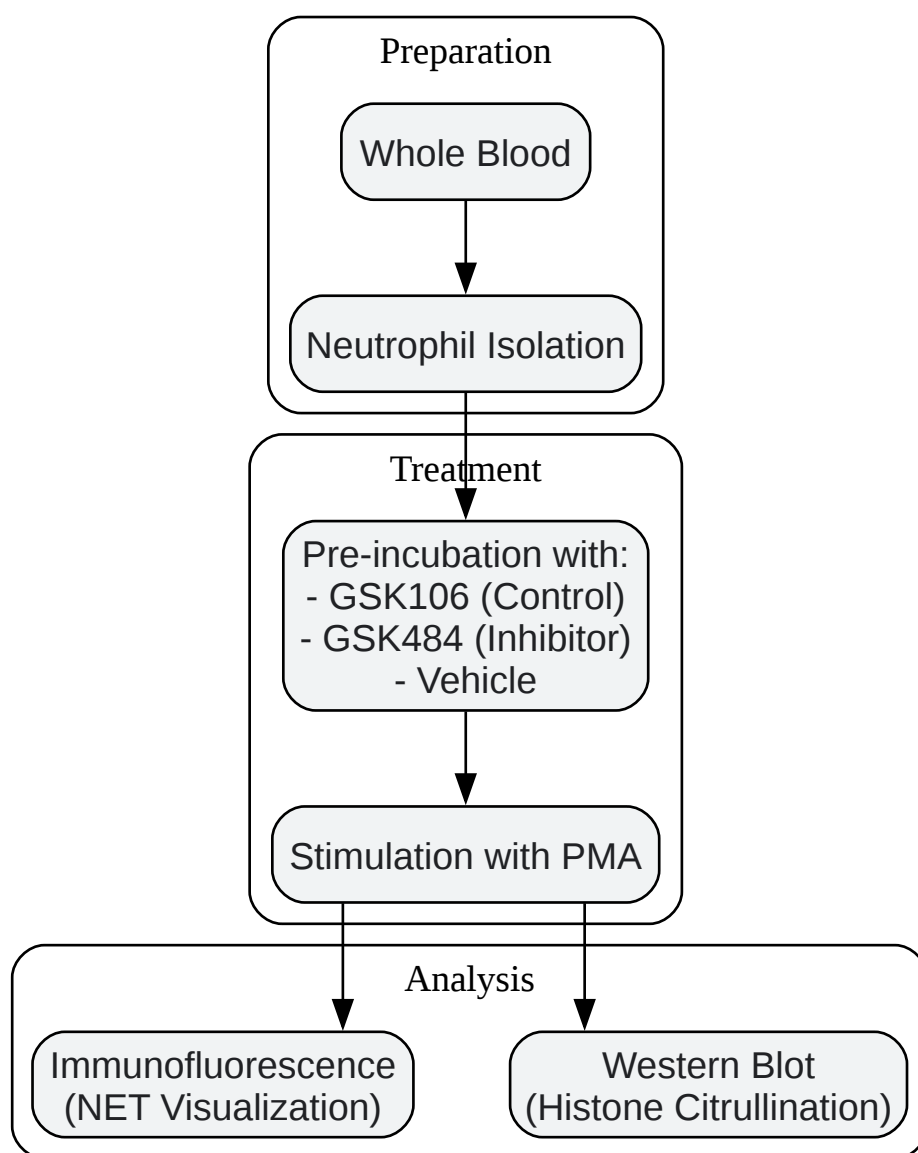 Preparation
Whole Blood
Neutrophil Isolation
Treatment
Pre-incubation with:
- GSK106 (Control)
- GSK484 (Inhibitor)
- Vehicle
Stimulation with PMA
Analysis
Immunofluorescence
(NET Visualization)
Western Blot
(Histone Citrullination)